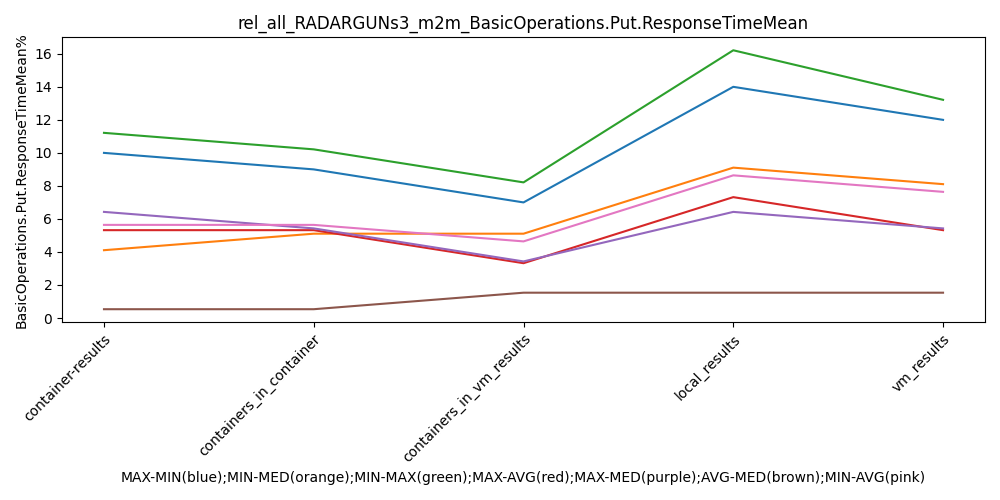 rel_all_RADARGUNs3_m2m_BasicOperations.Put.ResponseTimeMean
BasicOperations.Put.ResponseTimeMean%
16
14
12
10
8
6
4
2
0
container-results
containers_in_container
containers_in_vm_results
local_results
vm_results
MAX-MIN(blue);MIN-MED(orange);MIN-MAX(green);MAX-AVG(red);MAX-MED(purple);AVG-MED(brown);MIN-AVG(pink)